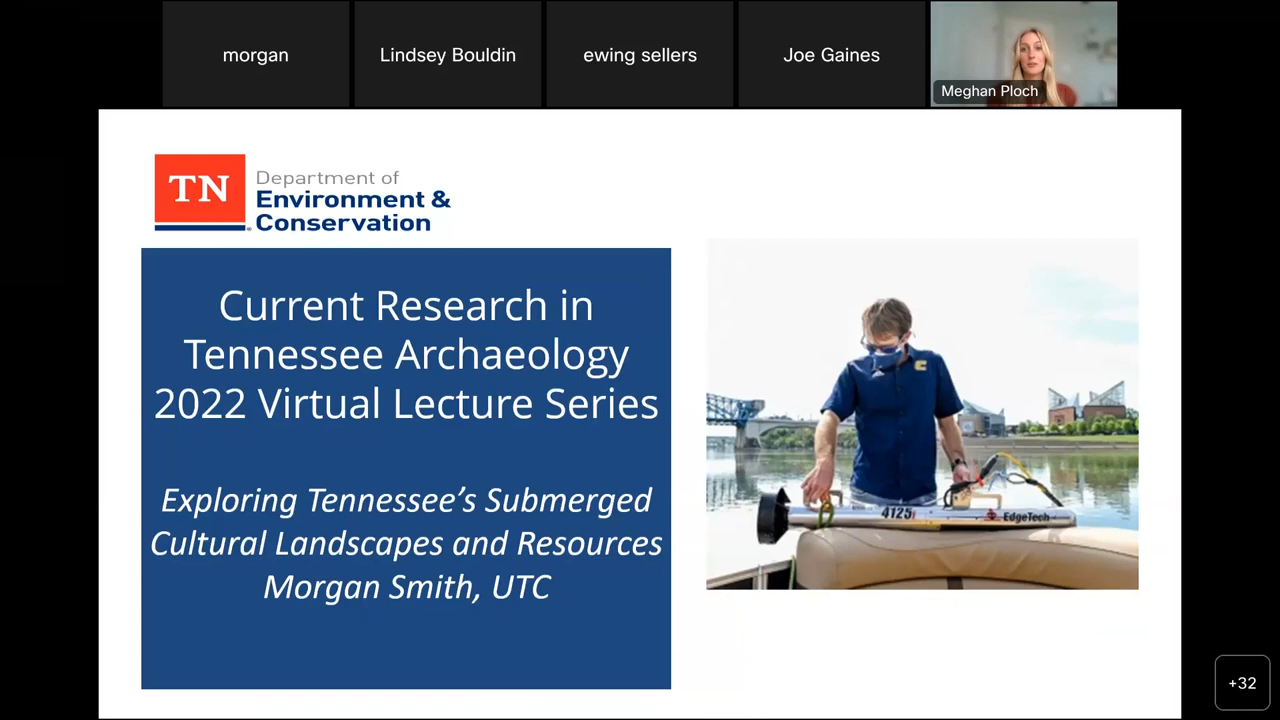 morgan
Lindsey Bouldin
ewing sellers
Joe Gaines
Meghan Ploch
TN
Department of
Environment &
Conservation
Current Research in
Tennessee Archaeology
2022 Virtual Lecture Series
Exploring Tennessee's Submerged
Cultural Landscapes and Resources
Morgan Smith, UTC
C
4125i
EdgeTech
+32